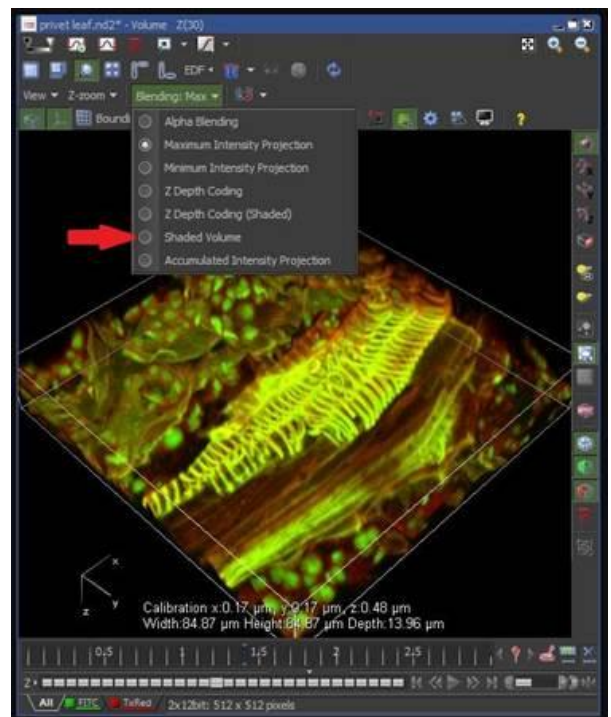 privet leaf.nd2* - Volume Z(30)
EDF
View Z-zoom Blending: Max
Boundi
Alpha Blending
Maximum Intensity Projection
Minimum Intensity Projection
Z Depth Coding
Z Depth Coding (Shaded)
Shaded Volume
Accumulated Intensity Projection
x
y
z
Calibration x:0.17 µm, y:0.17 µm, z:0.48 µm
Width:84.87 µm Height:84.87 µm Depth:13.96 µm
0,5 1 1,5 2 2,5
Z
All FITC TxRed 2x12bit: 512 x 512 pixels